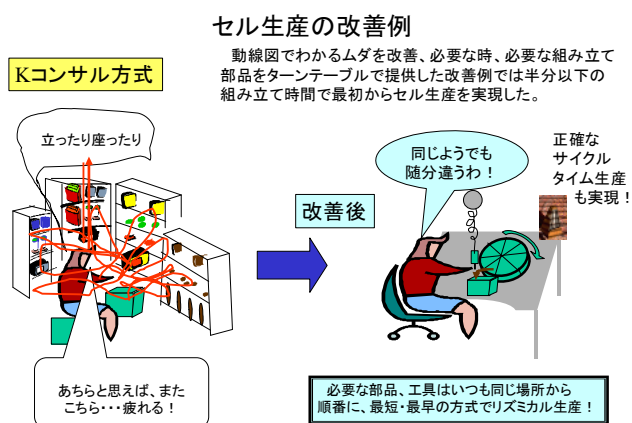 セル生産の改善例
動線図でわかるムダを改善、必要な時、必要な組み立て
部品をターンテーブルで提供した改善例では半分以下の
組み立て時間で最初からセル生産を実現した。
Kコンサル方式
立ったり座ったり
あちらと思えば、また
こちら・・・疲れる！
改善後
同じようでも
随分違うわ！
正確な
サイクル
タイム生産
も実現！
必要な部品、工具はいつも同じ場所から
順番に、最短・最早の方式でリズミカル生産！